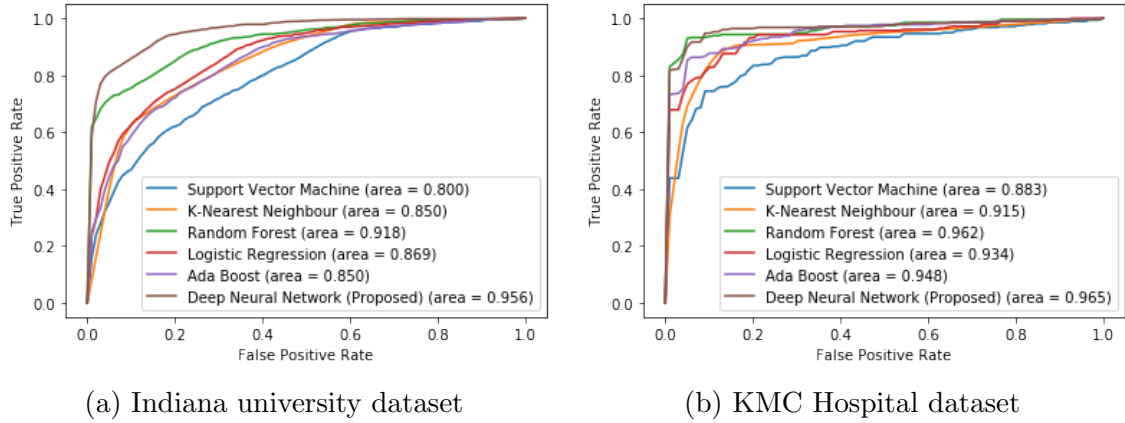 1.0
0.8
0.6
0.4
0.2
0.0
True Positive Rate
Support Vector Machine (area = 0.800)
K-Nearest Neighbour (area = 0.850)
Random Forest (area = 0.918)
Logistic Regression (area = 0.869)
Ada Boost (area = 0.850)
Deep Neural Network (Proposed) (area = 0.956)
0.0 0.2 0.4 0.6 0.8 1.0
False Positive Rate
(a) Indiana university dataset
1.0
0.8
0.6
0.4
0.2
0.0
True Positive Rate
Support Vector Machine (area = 0.883)
K-Nearest Neighbour (area = 0.915)
Random Forest (area = 0.962)
Logistic Regression (area = 0.934)
Ada Boost (area = 0.948)
Deep Neural Network (Proposed) (area = 0.965)
0.0 0.2 0.4 0.6 0.8 1.0
False Positive Rate
(b) KMC Hospital dataset